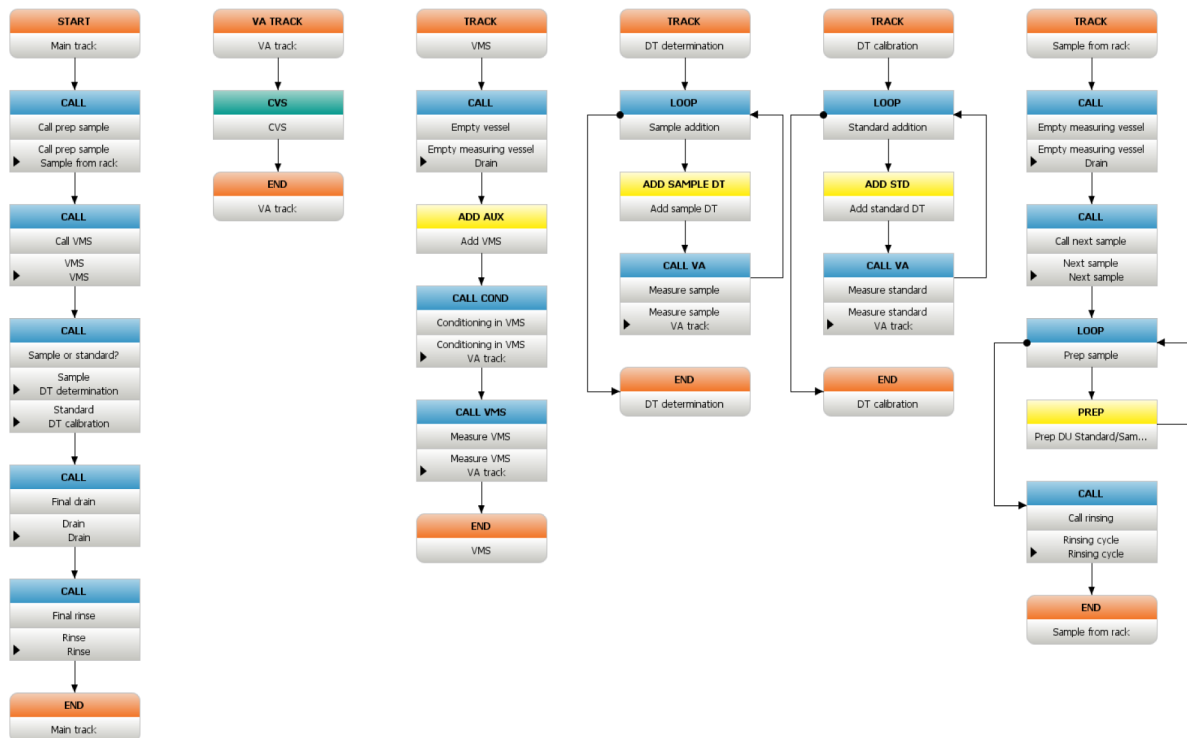 START
Main track
CALL
Call prep sample
Call prep sample
Sample from rack
CALL
Call VMS
VMS
VMS
CALL
Sample or standard?
Sample
DT determination
Standard
DT calibration
CALL
Final drain
Drain
Drain
CALL
Final rinse
Rinse
Rinse
END
Main track
VA TRACK
VA track
CVS
CVS
END
VA track
TRACK
VMS
CALL
Empty vessel
Empty measuring vessel
Drain
ADD AUX
Add VMS
CALL COND
Conditioning in VMS
Conditioning in VMS
VA track
CALL VMS
Measure VMS
Measure VMS
VA track
END
VMS
TRACK
DT determination
LOOP
Sample addition
ADD SAMPLE DT
Add sample DT
CALL VA
Measure sample
Measure sample
VA track
END
DT determination
TRACK
DT calibration
LOOP
Standard addition
ADD STD
Add standard DT
CALL VA
Measure standard
Measure standard
VA track
END
DT calibration
TRACK
Sample from rack
CALL
Empty measuring vessel
Empty measuring vessel
Drain
CALL
Call next sample
Next sample
Next sample
LOOP
Prep sample
PREP
Prep DU Standard/Sam...
CALL
Call rinsing
Rinsing cycle
Rinsing cycle
END
Sample from rack